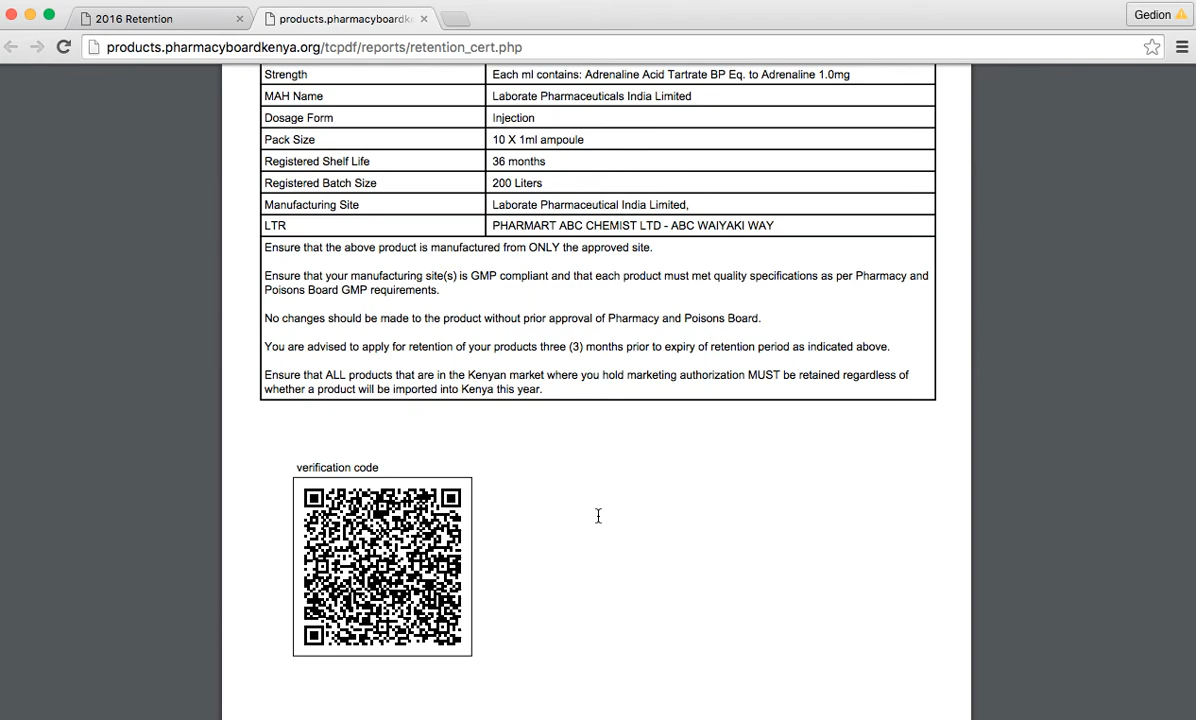 2016 Retention
products.pharmacyboardke
Gedion
products.pharmacyboardkenya.org/tcpdf/reports/retention_cert.php
Strength Each ml contains: Adrenaline Acid Tartrate BP Eq. to Adrenaline 1.0mg
MAH Name Laborate Pharmaceuticals India Limited
Dosage Form Injection
Pack Size 10 X 1ml ampoule
Registered Shelf Life 36 months
Registered Batch Size 200 Liters
Manufacturing Site Laborate Pharmaceutical India Limited,
LTR PHARMART ABC CHEMIST LTD - ABC WAIYAKI WAY
Ensure that the above product is manufactured from ONLY the approved site.
Ensure that your manufacturing site(s) is GMP compliant and that each product must met quality specifications as per Pharmacy and
Poisons Board GMP requirements.
No changes should be made to the product without prior approval of Pharmacy and Poisons Board.
You are advised to apply for retention of your products three (3) months prior to expiry of retention period as indicated above.
Ensure that ALL products that are in the Kenyan market where you hold marketing authorization MUST be retained regardless of
whether a product will be imported into Kenya this year.
verification code